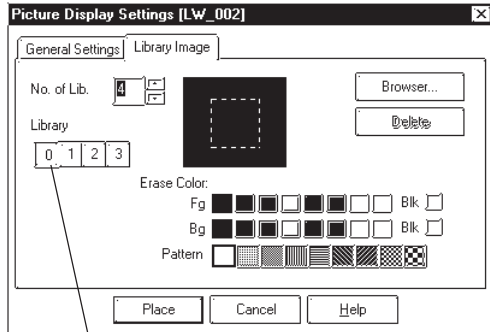 Picture Display Settings [LW_002]
General Settings Library Image
No. of Lib. 4 Browser...
Delete
Library
0 1 2 3
Erase Color:
Fg Blk
Bg Blk
Pattern
Place Cancel Help